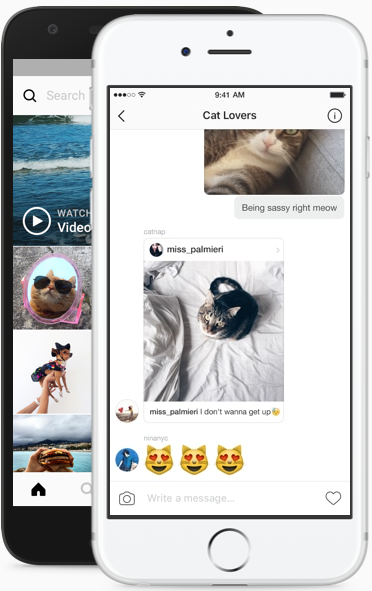 Search
WATCH
Video
9:41 AM
Cat Lovers
Being sassy right meow
catnap
miss_palmieri
miss_palmieri I don't wanna get up
ninanyc
Write a message...